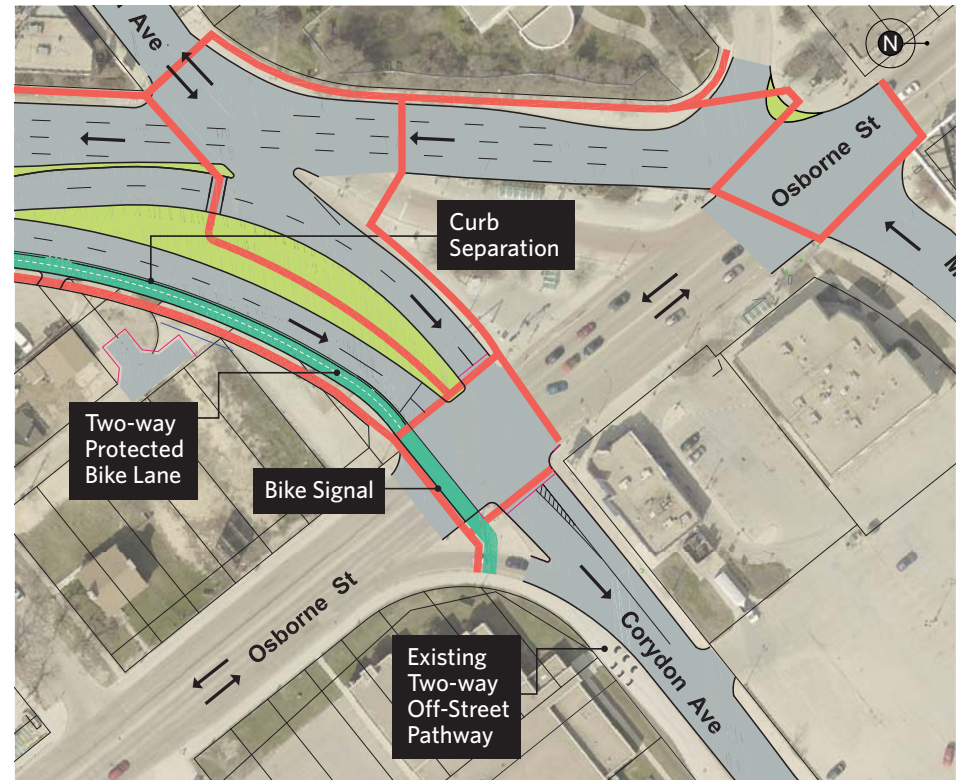 Ave
N
Osborne St
M
Curb
Separation
Two-way
Protected
Bike Lane
Bike Signal
Osborne St
Existing
Two-way
Off-Street
Pathway
Corydon Ave